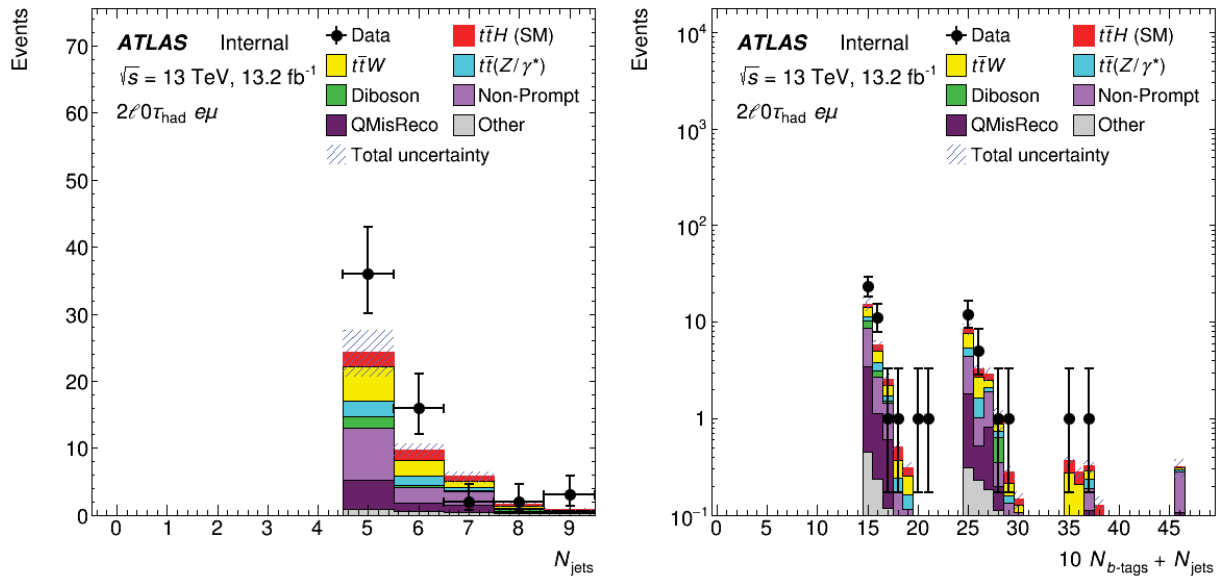 Events
70
60
50
40
30
20
10
0
ATLAS Internal
√s = 13 TeV, 13.2 fb⁻¹
2ℓ0τhad eμ
Data
tt̄H (SM)
tt̄W
tt̄(Z/γ*)
Diboson
Non-Prompt
QMisReco
Other
Total uncertainty
0 1 2 3 4 5 6 7 8 9
Njets
Events
10⁴
10³
10²
10
1
10⁻¹
ATLAS Internal
√s = 13 TeV, 13.2 fb⁻¹
2ℓ0τhad eμ
Data
tt̄H (SM)
tt̄W
tt̄(Z/γ*)
Diboson
Non-Prompt
QMisReco
Other
Total uncertainty
0 5 10 15 20 25 30 35 40 45
10 Nb-tags + Njets